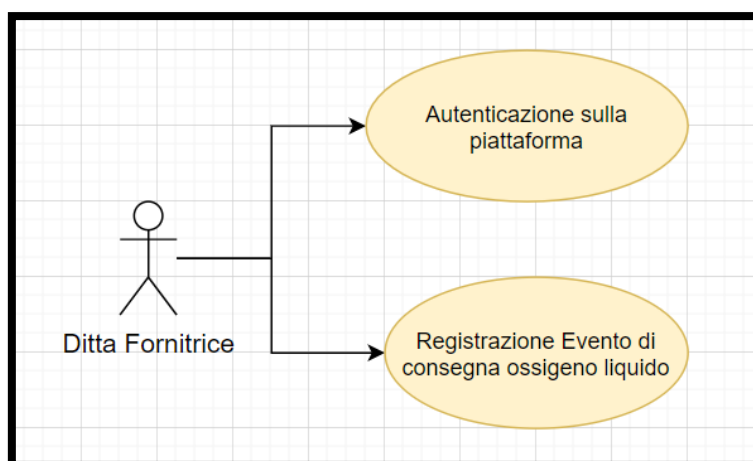 Autenticazione sulla
piattaforma
Ditta Fornitrice
Registrazione Evento di
consegna ossigeno liquido